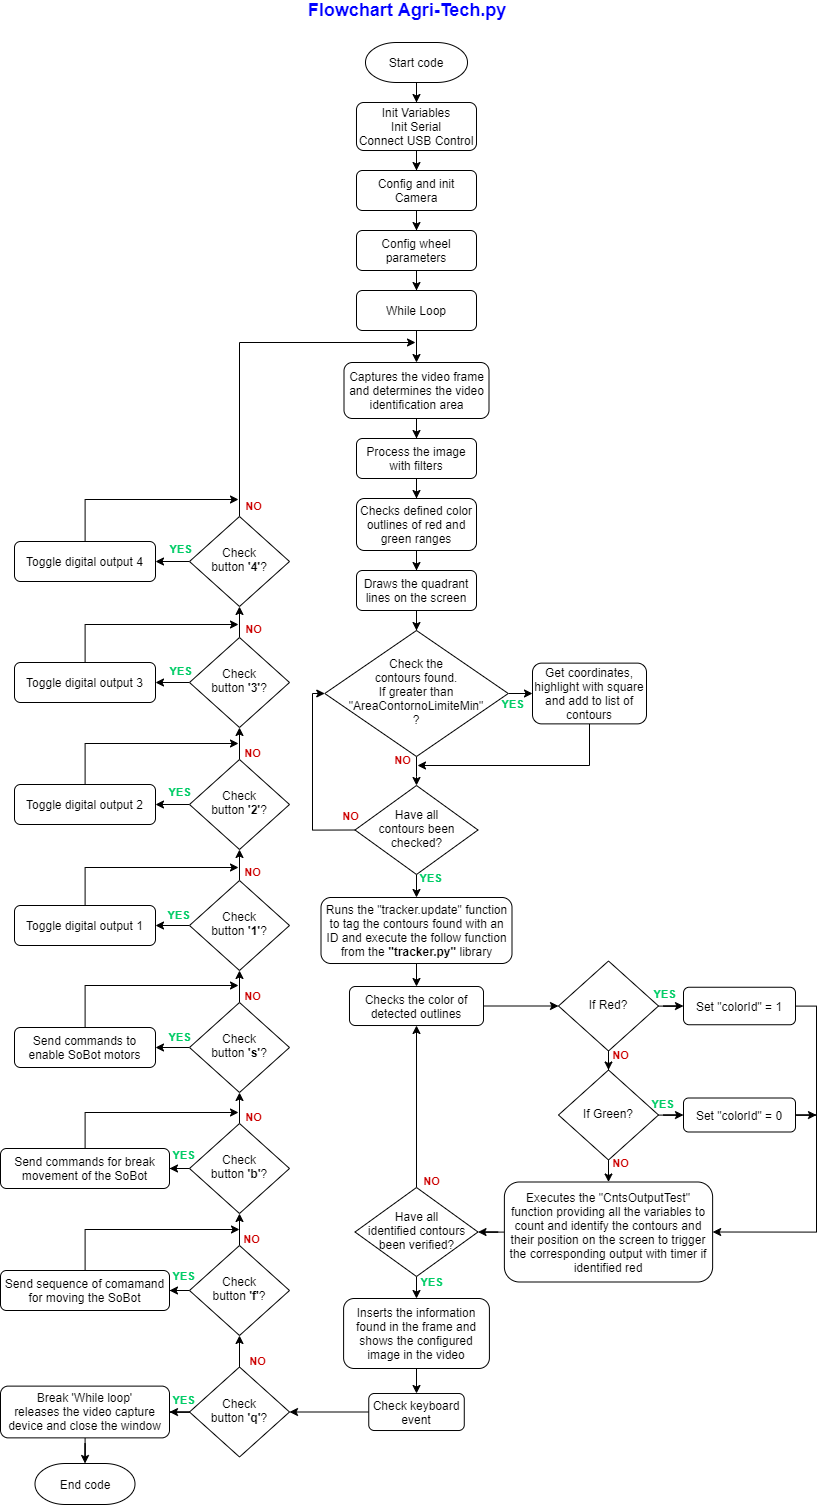 Flowchart Agri-Tech.py
Start code
Init Variables
Init Serial
Connect USB Control
Config and init
Camera
Config wheel
parameters
While Loop
Captures the video frame
and determines the video
identification area
Process the image
with filters
Checks defined color
outlines of red and
green ranges
Draws the quadrant
lines on the screen
Check the
contours found.
If greater than
"AreaContornoLimiteMin"
?
YES
Get coordinates,
highlight with square
and add to list of
contours
NO
Have all
contours been
checked?
NO
YES
Runs the "tracker.update" function
to tag the contours found with an
ID and execute the follow function
from the "tracker.py" library
Checks the color of
detected outlines
If Red?
YES
Set "colorId" = 1
NO
If Green?
YES
Set "colorId" = 0
NO
Executes the "CntsOutputTest"
function providing all the variables to
count and identify the contours and
their position on the screen to trigger
the corresponding output with timer if
identified red
Have all
identified contours
been verified?
NO
YES
Inserts the information
found in the frame and
shows the configured
image in the video
Check keyboard
event
Check
button 'q'?
YES
Break 'While loop'
releases the video capture
device and close the window
End code
NO
Check
button 'f'?
YES
Send sequence of comamand
for moving the SoBot
NO
Check
button 'b'?
YES
Send commands for break
movement of the SoBot
NO
Check
button 's'?
YES
Send commands to
enable SoBot motors
NO
Check
button '1'?
YES
Toggle digital output 1
NO
Check
button '2'?
YES
Toggle digital output 2
NO
Check
button '3'?
YES
Toggle digital output 3
NO
Check
button '4'?
YES
Toggle digital output 4
NO